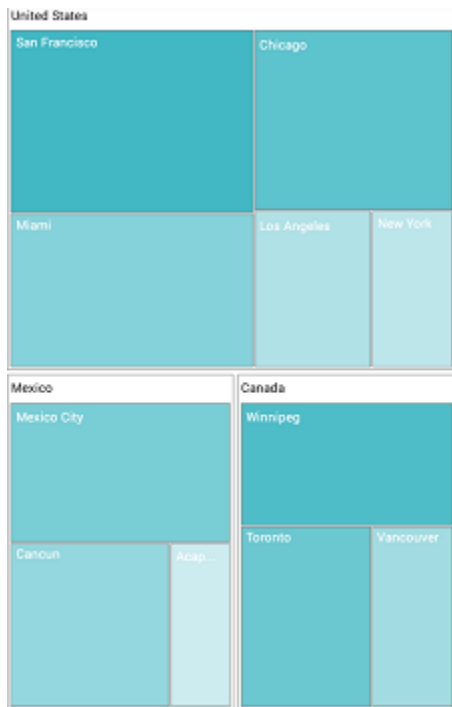 United States
San Francisco
Chicago
Miami
Los Angeles
New York
Mexico
Canada
Mexico City
Winnipeg
Cancun
Acap...
Toronto
Vancouver